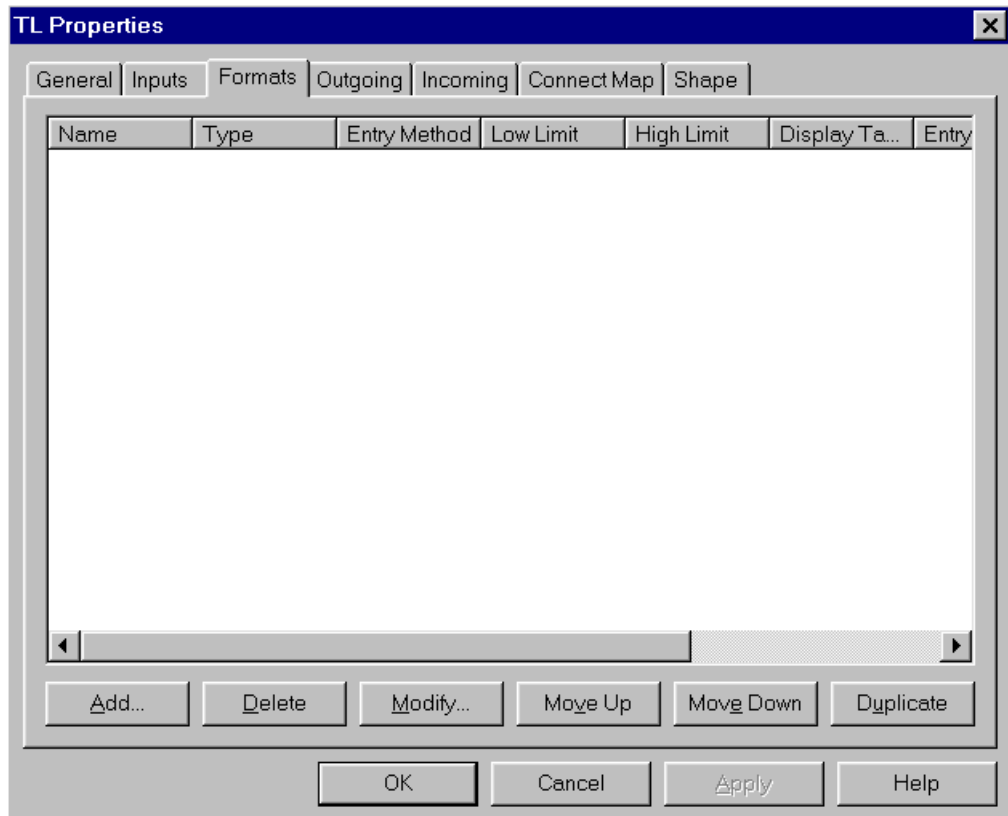 TL Properties
General Inputs Formats Outgoing Incoming Connect Map Shape
Name Type Entry Method Low Limit High Limit Display Ta... Entry
Add... Delete Modify... Move Up Move Down Duplicate
OK Cancel Apply Help